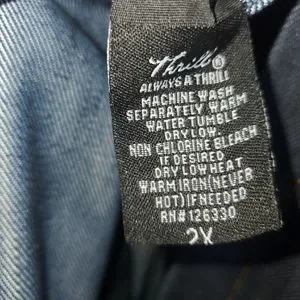 Thrills®
ALWAYS A THRILL
MACHINE WASH
SEPARATELY WARM
WATER TUMBLE
DRY LOW.
NON CHLORINE BLEACH
IF DESIRED
DRY LOW HEAT
WARM IRON (NEVER
HOT) IF NEEDED
RN# 126330
2X